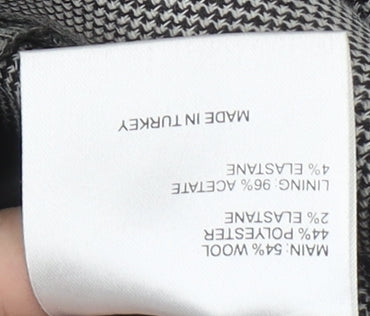 MAIN: 54% WOOL
44% POLYESTER
2% ELASTANE
LINING: 96% ACETATE
4% ELASTANE
MADE IN TURKEY